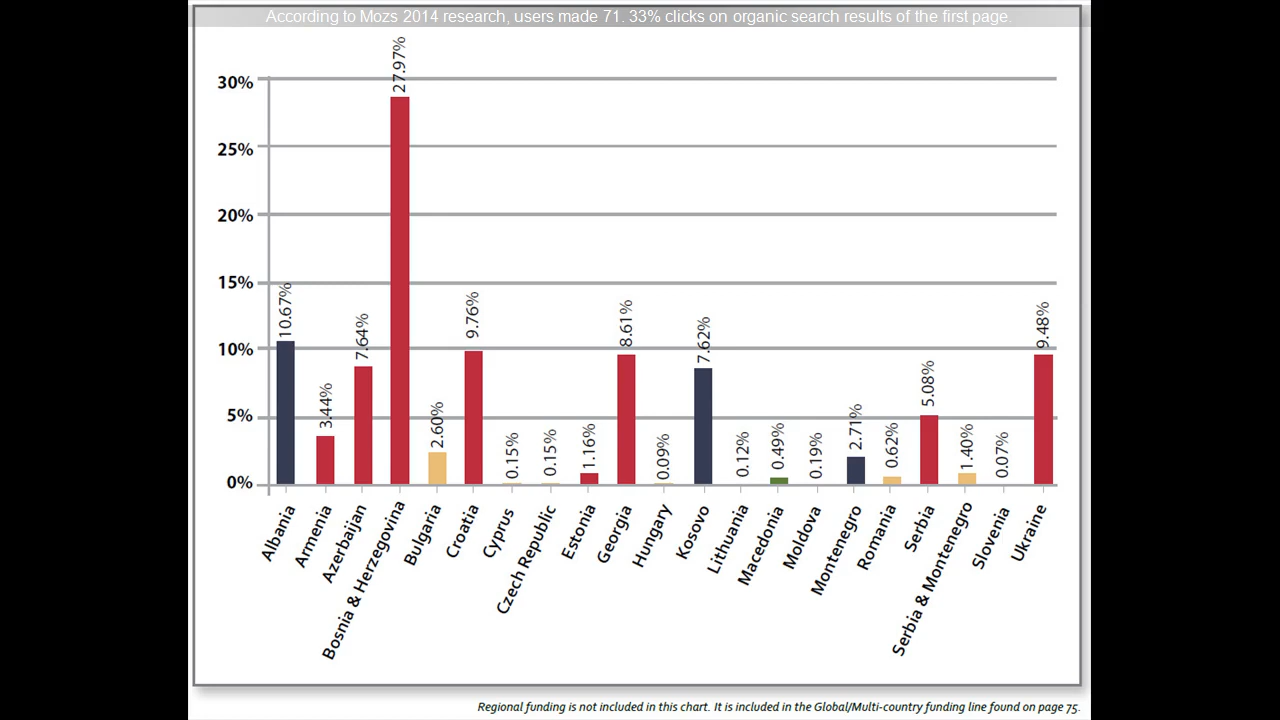 According to Mozs 2014 research, users made 71. 33% clicks on organic search results of the first page.
30%
25%
20%
15%
10%
5%
0%
10.67%
3.44%
7.64%
27.97%
2.60%
9.76%
0.15%
0.15%
1.16%
8.61%
0.09%
7.62%
0.12%
0.49%
0.19%
2.71%
0.62%
5.08%
1.40%
0.07%
9.48%
Albania
Armenia
Azerbaijan
Bosnia & Herzegovina
Bulgaria
Croatia
Cyprus
Czech Republic
Estonia
Georgia
Hungary
Kosovo
Lithuania
Macedonia
Moldova
Montenegro
Romania
Serbia
Serbia & Montenegro
Slovenia
Ukraine
Regional funding is not included in this chart. It is included in the Global/Multi-country funding line found on page 75.